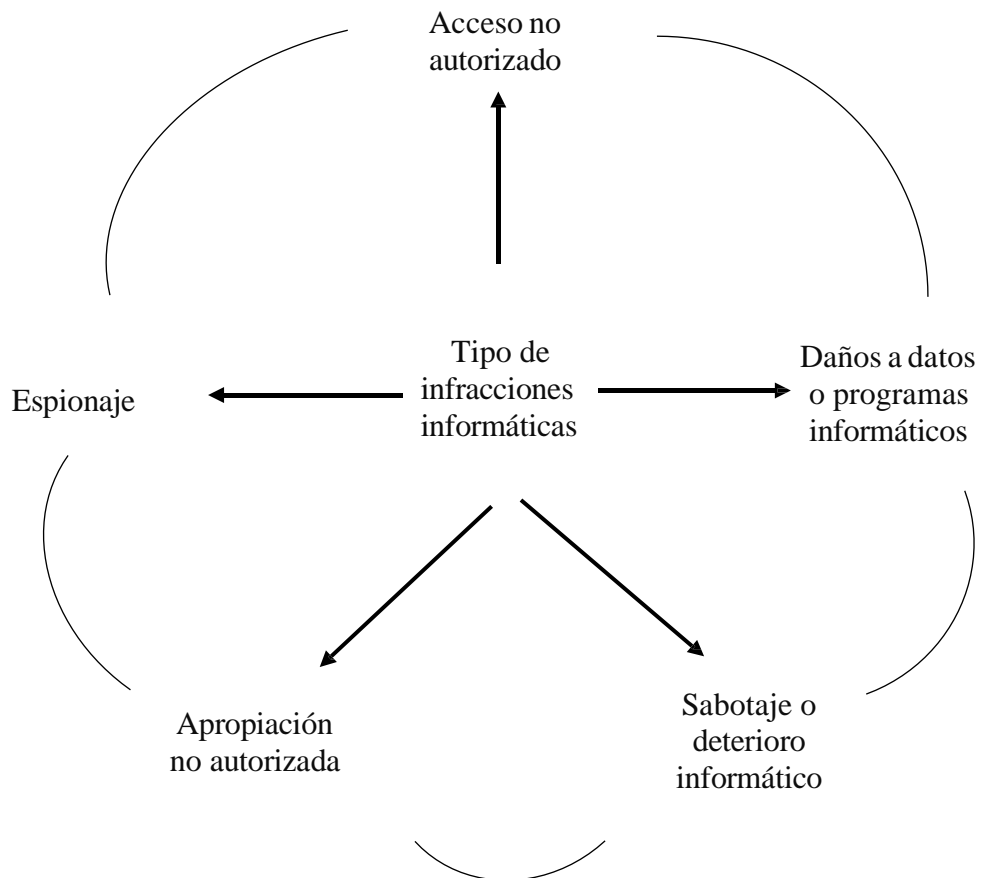 Acceso no
autorizado
Espionaje
Tipo de
infracciones
informáticas
Daños a datos
o programas
informáticos
Apropiación
no autorizada
Sabotaje o
deterioro
informático